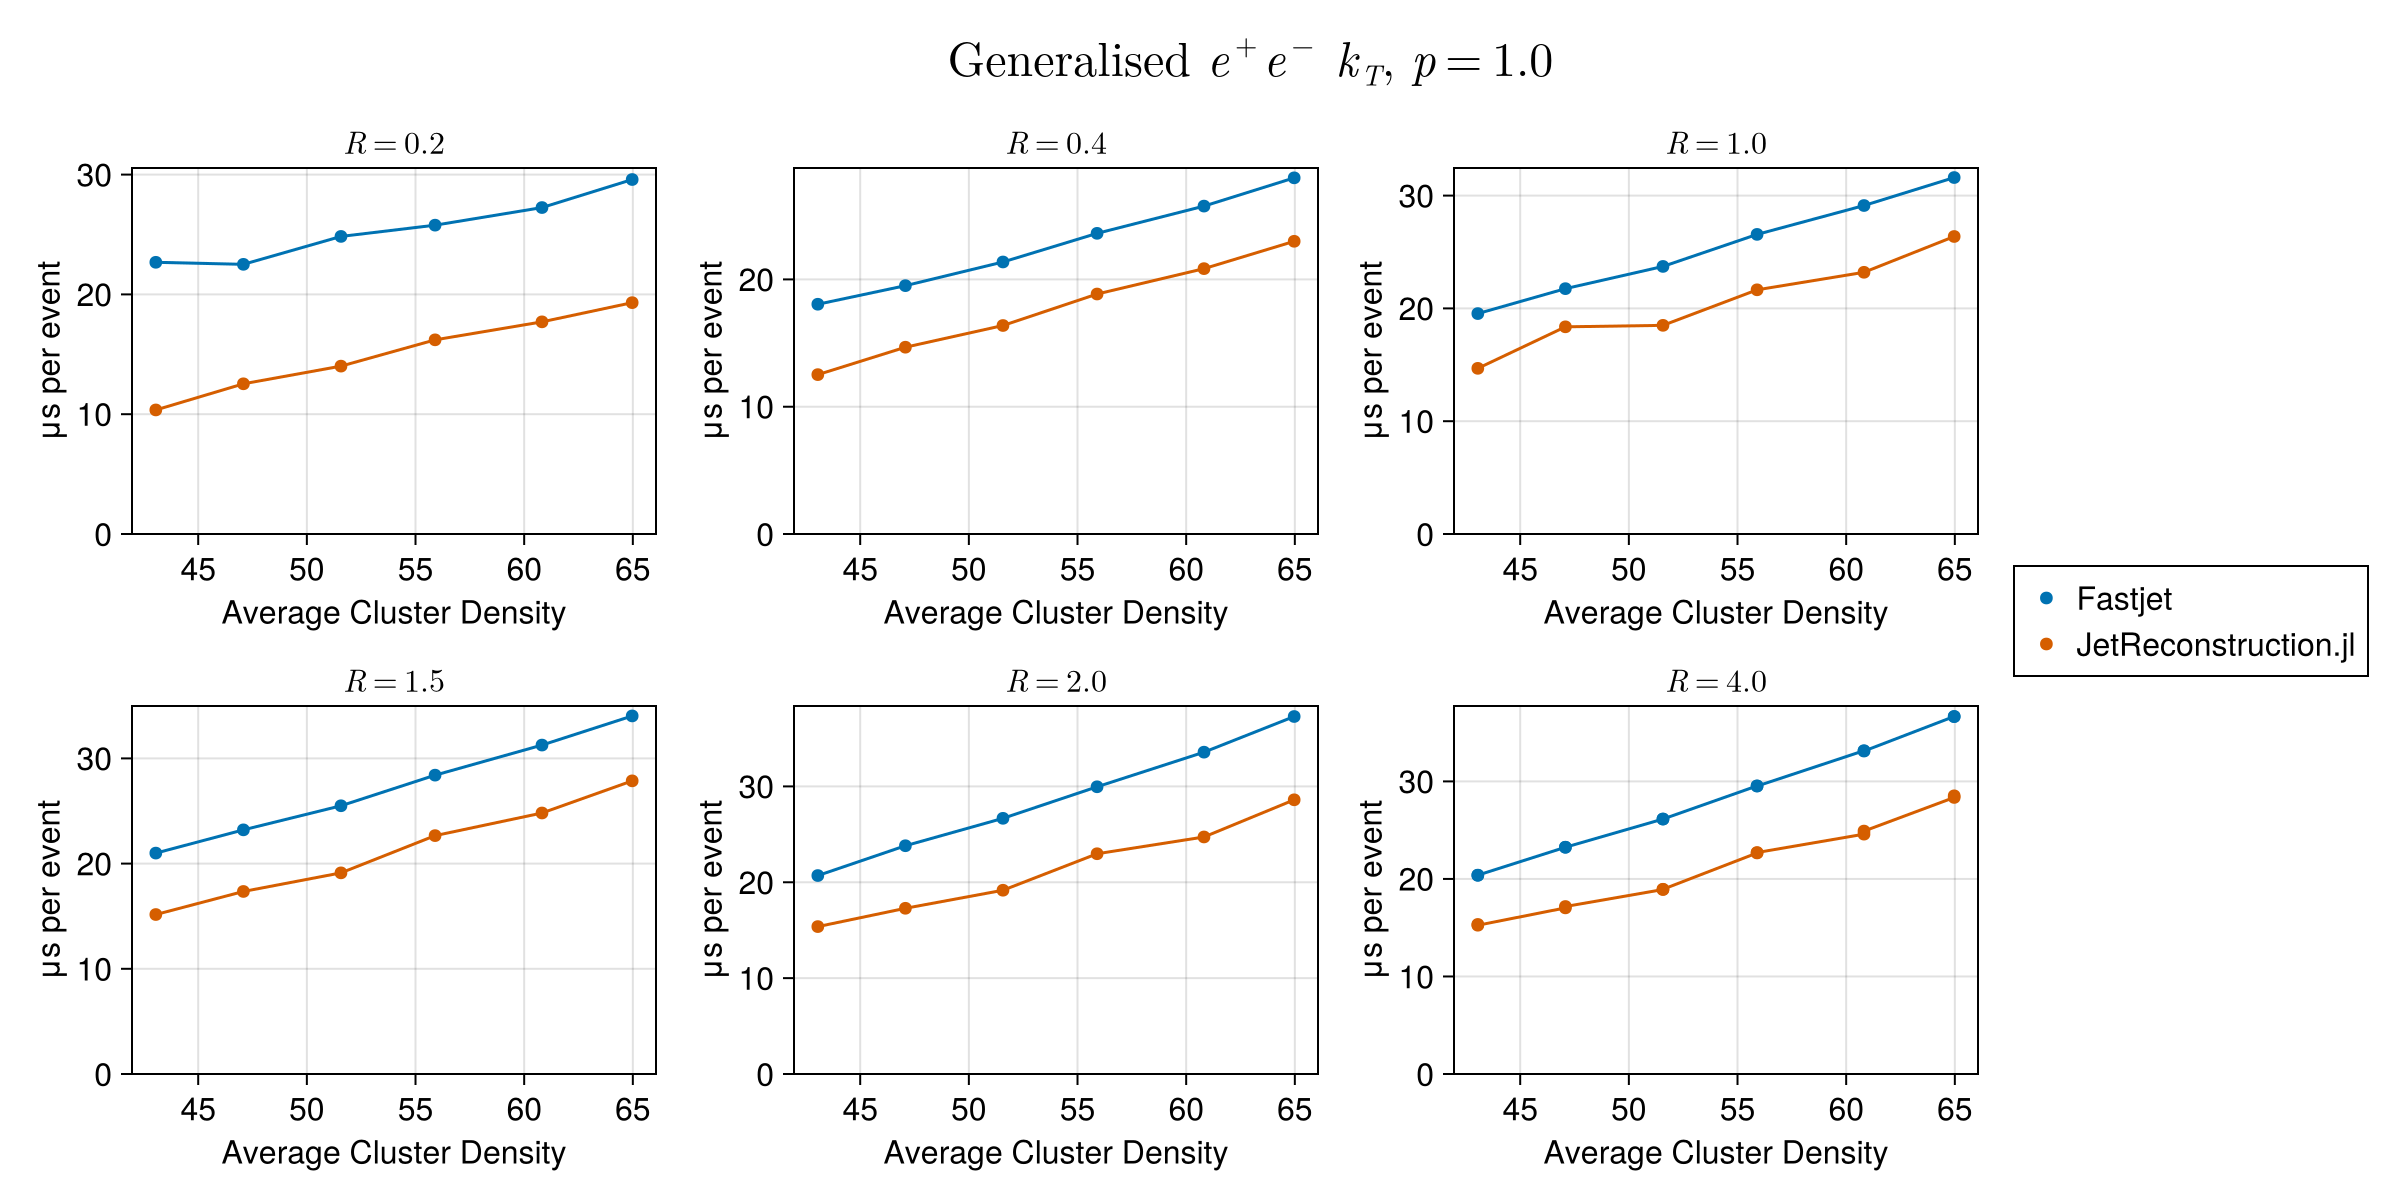 Generalised e⁺e⁻ k_T, p = 1.0
R = 0.2
30
20
10
0
µs per event
45 50 55 60 65
Average Cluster Density
R = 0.4
20
10
0
µs per event
45 50 55 60 65
Average Cluster Density
R = 1.0
30
20
10
0
µs per event
45 50 55 60 65
Average Cluster Density
Fastjet
JetReconstruction.jl
R = 1.5
30
20
10
0
µs per event
45 50 55 60 65
Average Cluster Density
R = 2.0
30
20
10
0
µs per event
45 50 55 60 65
Average Cluster Density
R = 4.0
30
20
10
0
µs per event
45 50 55 60 65
Average Cluster Density